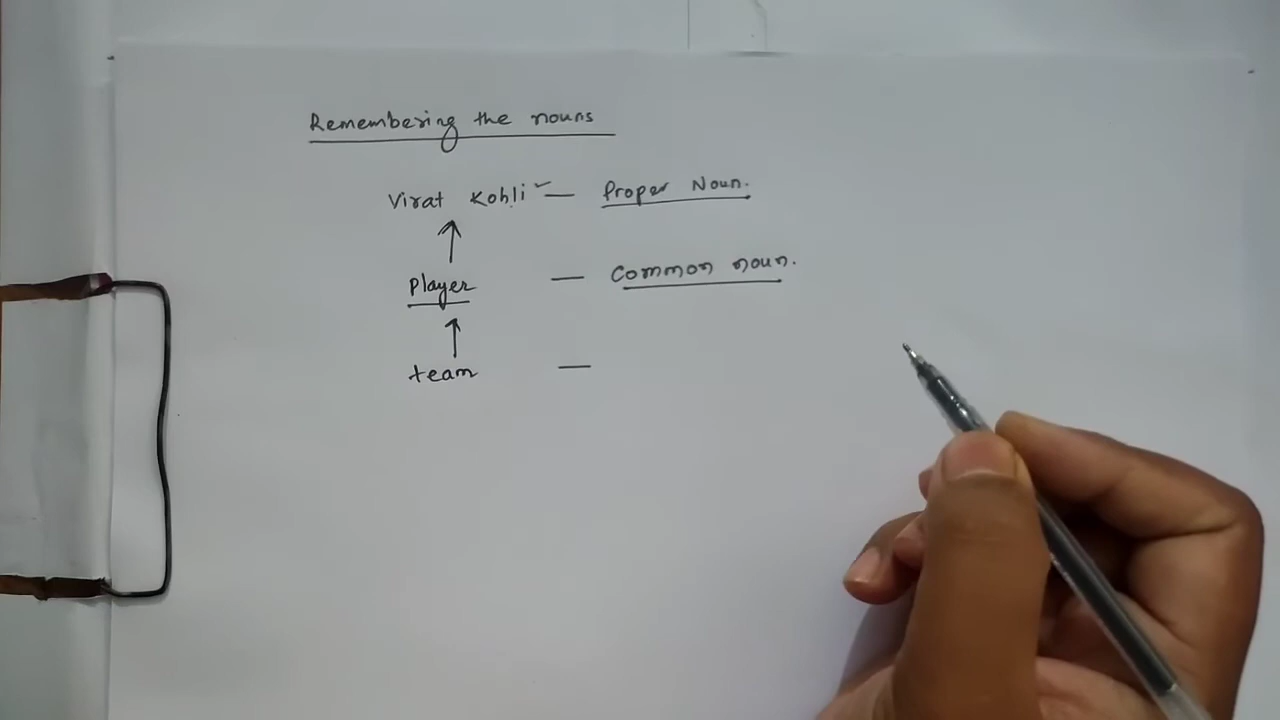 Remembering the nouns
Virat Kohli ✓ — Proper Noun.
↑
Player — Common noun.
↑
team —